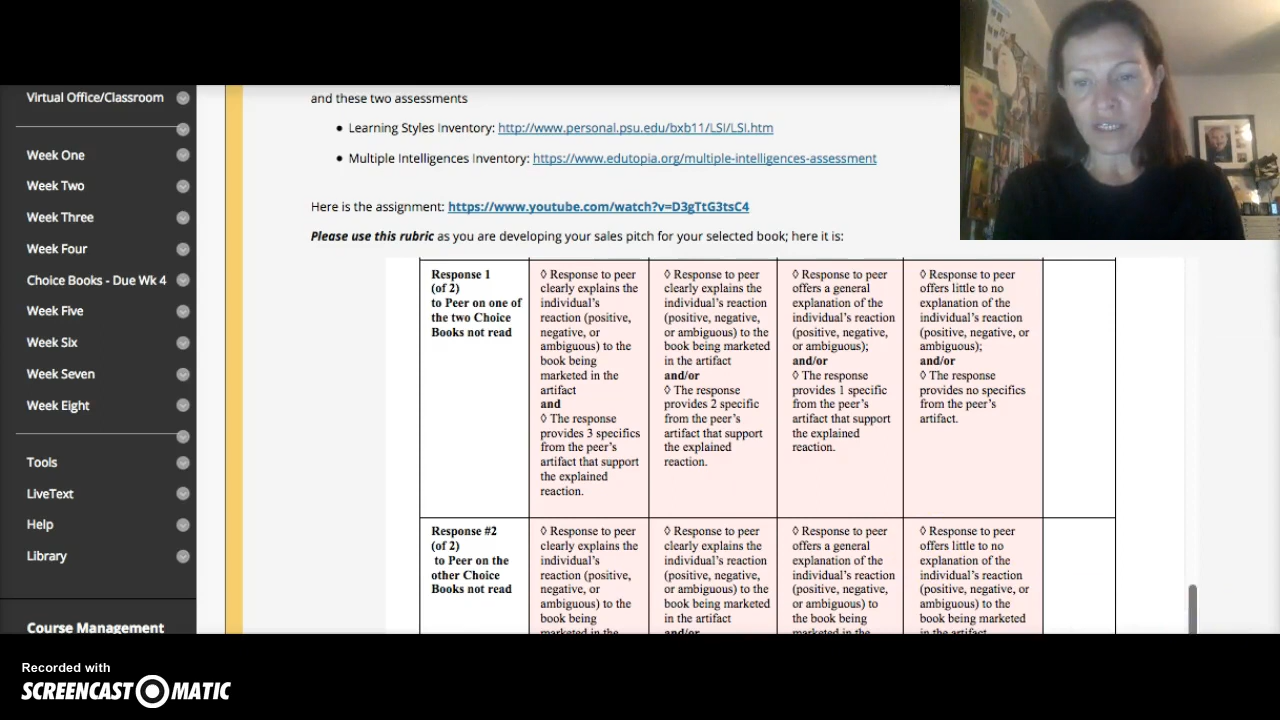 Virtual Office/Classroom
Week One
Week Two
Week Three
Week Four
Choice Books - Due Wk 4
Week Five
Week Six
Week Seven
Week Eight
Tools
LiveText
Help
Library
Course Management
and these two assessments
● Learning Styles Inventory: http://www.personal.psu.edu/bxb11/LSI/LSI.htm
● Multiple Intelligences Inventory: https://www.edutopia.org/multiple-intelligences-assessment
Here is the assignment: https://www.youtube.com/watch?v=D3gTtG3tsC4
Please use this rubric as you are developing your sales pitch for your selected book; here it is:
Response 1
(of 2)
to Peer on one of
the two Choice
Books not read
◊ Response to peer
clearly explains the
individual's
reaction (positive,
negative, or
ambiguous) to the
book being
marketed in the
artifact
and
◊ The response
provides 3 specifics
from the peer's
artifact that support
the explained
reaction.
◊ Response to peer
clearly explains the
individual's reaction
(positive, negative,
or ambiguous) to the
book being marketed
in the artifact
and/or
◊ The response
provides 2 specific
from the peer's
artifact that support
the explained
reaction.
◊ Response to peer
offers a general
explanation of the
individual's reaction
(positive, negative,
or ambiguous);
and/or
◊ The response
provides 1 specific
from the peer's
artifact that support
the explained
reaction.
◊ Response to peer
offers little to no
explanation of the
individual's reaction
(positive, negative, or
ambiguous);
and/or
◊ The response
provides no specifics
from the peer's
artifact.
Response #2
(of 2)
to Peer on the
other Choice
Books not read
◊ Response to peer
clearly explains the
individual's
reaction (positive,
negative, or
ambiguous) to the
book being
marketed in the
◊ Response to peer
clearly explains the
individual's reaction
(positive, negative,
or ambiguous) to the
book being marketed
in the artifact
and/or
◊ Response to peer
offers a general
explanation of the
individual's reaction
(positive, negative,
or ambiguous) to
the book being
marketed in the
◊ Response to peer
offers little to no
explanation of the
individual's reaction
(positive, negative, or
ambiguous) to the
book being marketed
in the artifact
Recorded with
SCREENCAST-O-MATIC